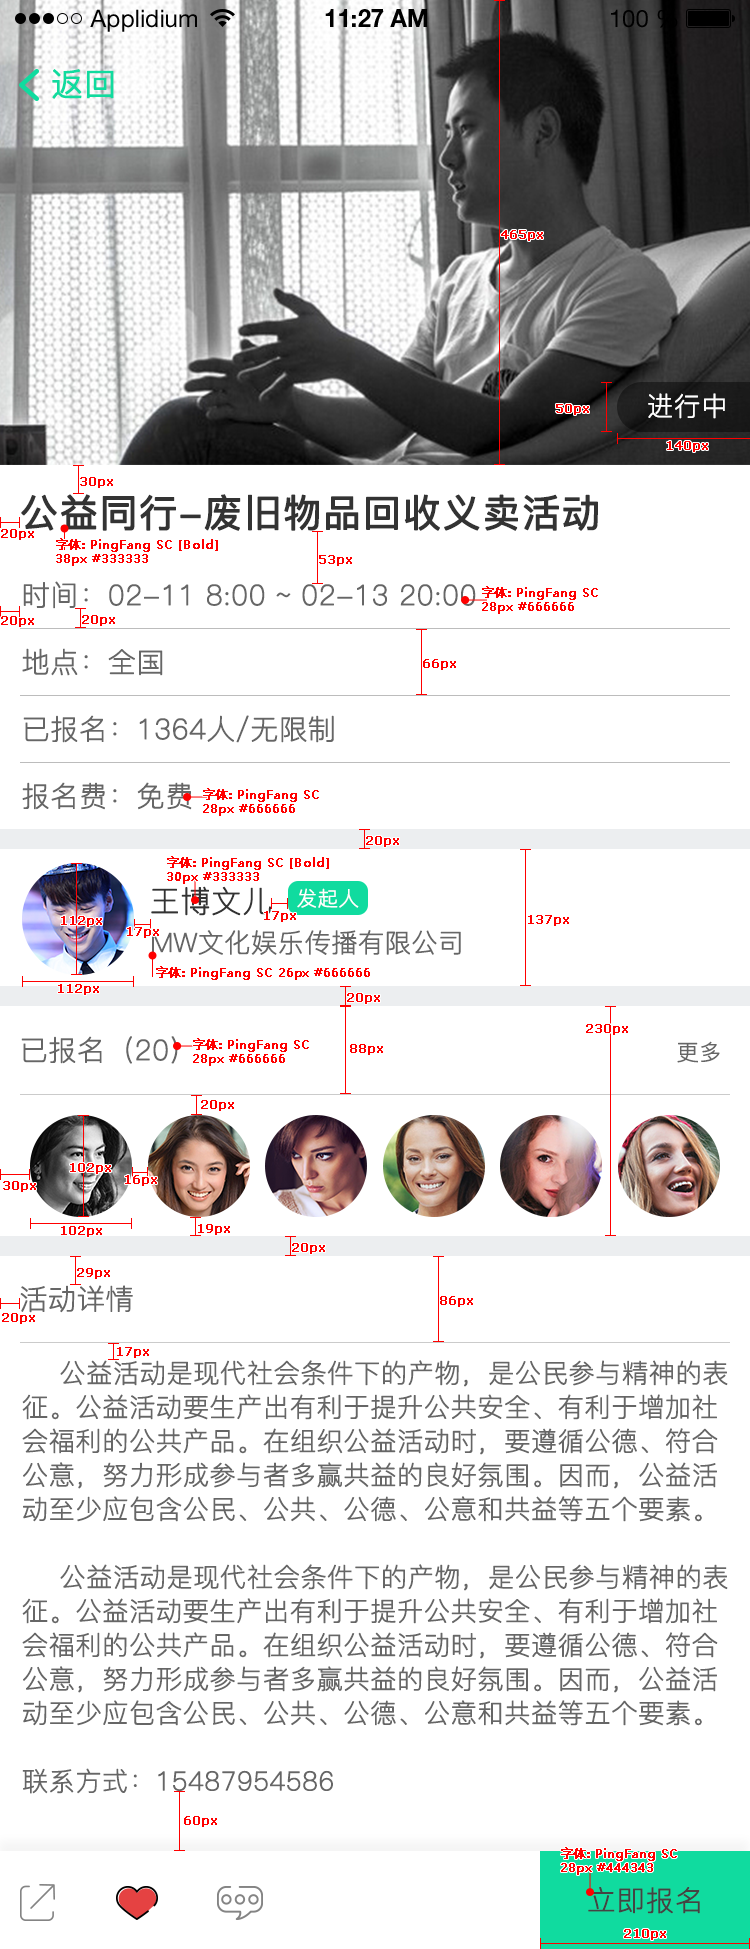 Applidium 11:27 AM 100 %
返回
465px
50px
进行中
140px
30px
公益同行-废旧物品回收义卖活动
20px
字体: PingFang SC [Bold]
38px #333333
53px
时间：02-11 8:00 ~ 02-13 20:00
字体: PingFang SC
28px #666666
20px
20px
地点：全国
66px
已报名：1364人/无限制
报名费：免费
字体: PingFang SC
28px #666666
20px
字体: PingFang SC [Bold]
30px #333333
王博文儿
发起人
17px
112px
17px
137px
MW文化娱乐传播有限公司
字体: PingFang SC 26px #666666
112px
20px
230px
已报名（20）
字体: PingFang SC
28px #666666
88px
更多
20px
102px
16px
30px
102px
19px
20px
29px
活动详情
86px
20px
17px
公益活动是现代社会条件下的产物，是公民参与精神的表
征。公益活动要生产出有利于提升公共安全、有利于增加社
会福利的公共产品。在组织公益活动时，要遵循公德、符合
公意，努力形成参与者多赢共益的良好氛围。因而，公益活
动至少应包含公民、公共、公德、公意和共益等五个要素。
公益活动是现代社会条件下的产物，是公民参与精神的表
征。公益活动要生产出有利于提升公共安全、有利于增加社
会福利的公共产品。在组织公益活动时，要遵循公德、符合
公意，努力形成参与者多赢共益的良好氛围。因而，公益活
动至少应包含公民、公共、公德、公意和共益等五个要素。
联系方式：15487954586
60px
字体: PingFang SC
28px #444343
立即报名
210px